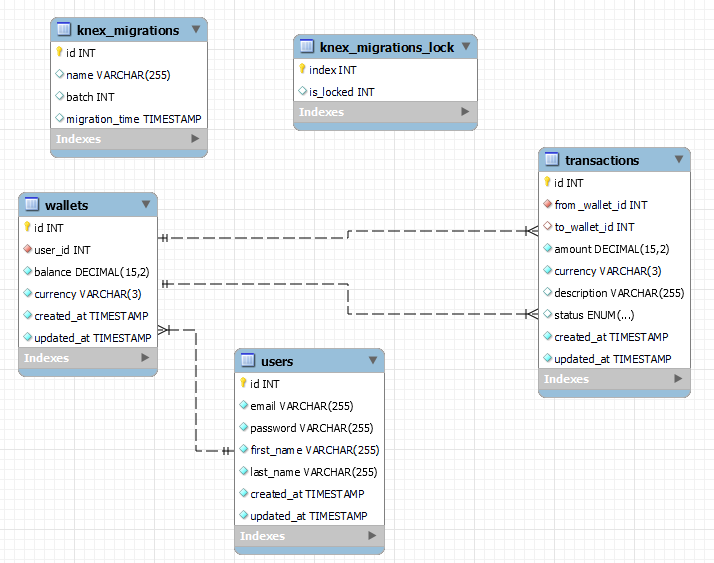 knex_migrations
id INT
name VARCHAR(255)
batch INT
migration_time TIMESTAMP
Indexes
knex_migrations_lock
index INT
is_locked INT
Indexes
transactions
id INT
from_wallet_id INT
to_wallet_id INT
amount DECIMAL(15,2)
currency VARCHAR(3)
description VARCHAR(255)
status ENUM(...)
created_at TIMESTAMP
updated_at TIMESTAMP
Indexes
wallets
id INT
user_id INT
balance DECIMAL(15,2)
currency VARCHAR(3)
created_at TIMESTAMP
updated_at TIMESTAMP
Indexes
users
id INT
email VARCHAR(255)
password VARCHAR(255)
first_name VARCHAR(255)
last_name VARCHAR(255)
created_at TIMESTAMP
updated_at TIMESTAMP
Indexes